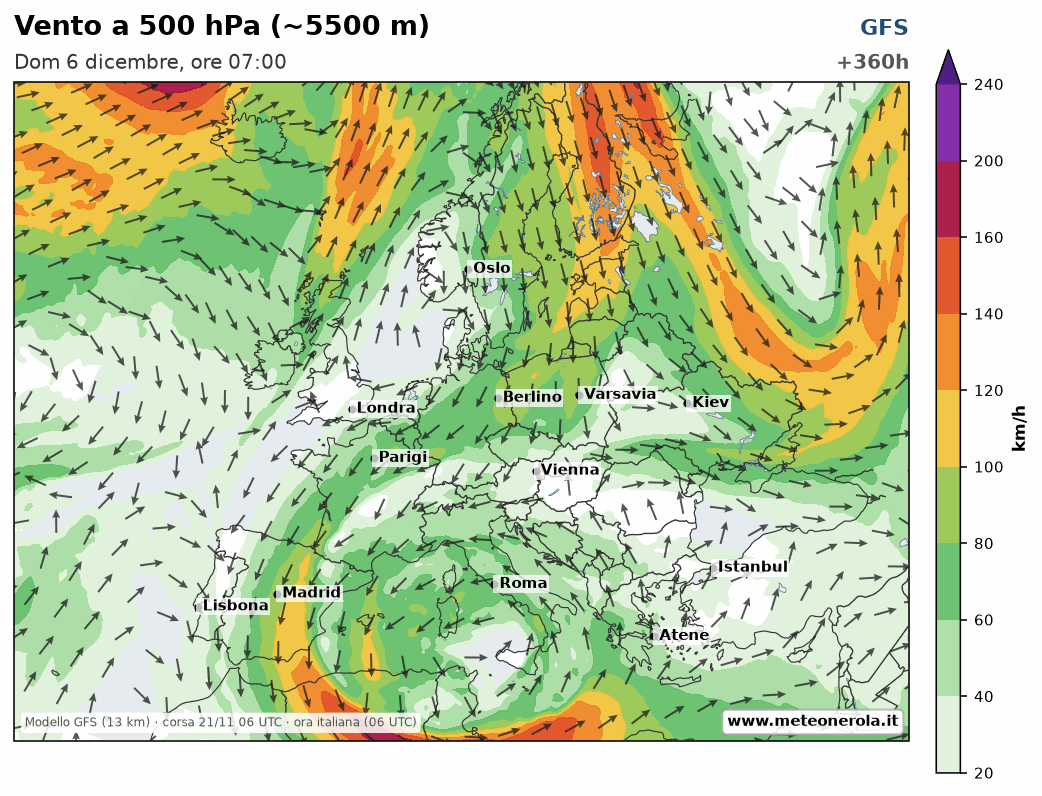 Vento a 500 hPa (~5500 m)
GFS
Dom 6 dicembre, ore 07:00
+360h
240
200
160
140
120
100
80
60
40
20
km/h
Oslo
Berlino
Varsavia
Kiev
Londra
Parigi
Vienna
Istanbul
Roma
Madrid
Lisbona
Atene
Modello GFS (13 km) · corsa 21/11 06 UTC · ora italiana (06 UTC)
www.meteonerola.it